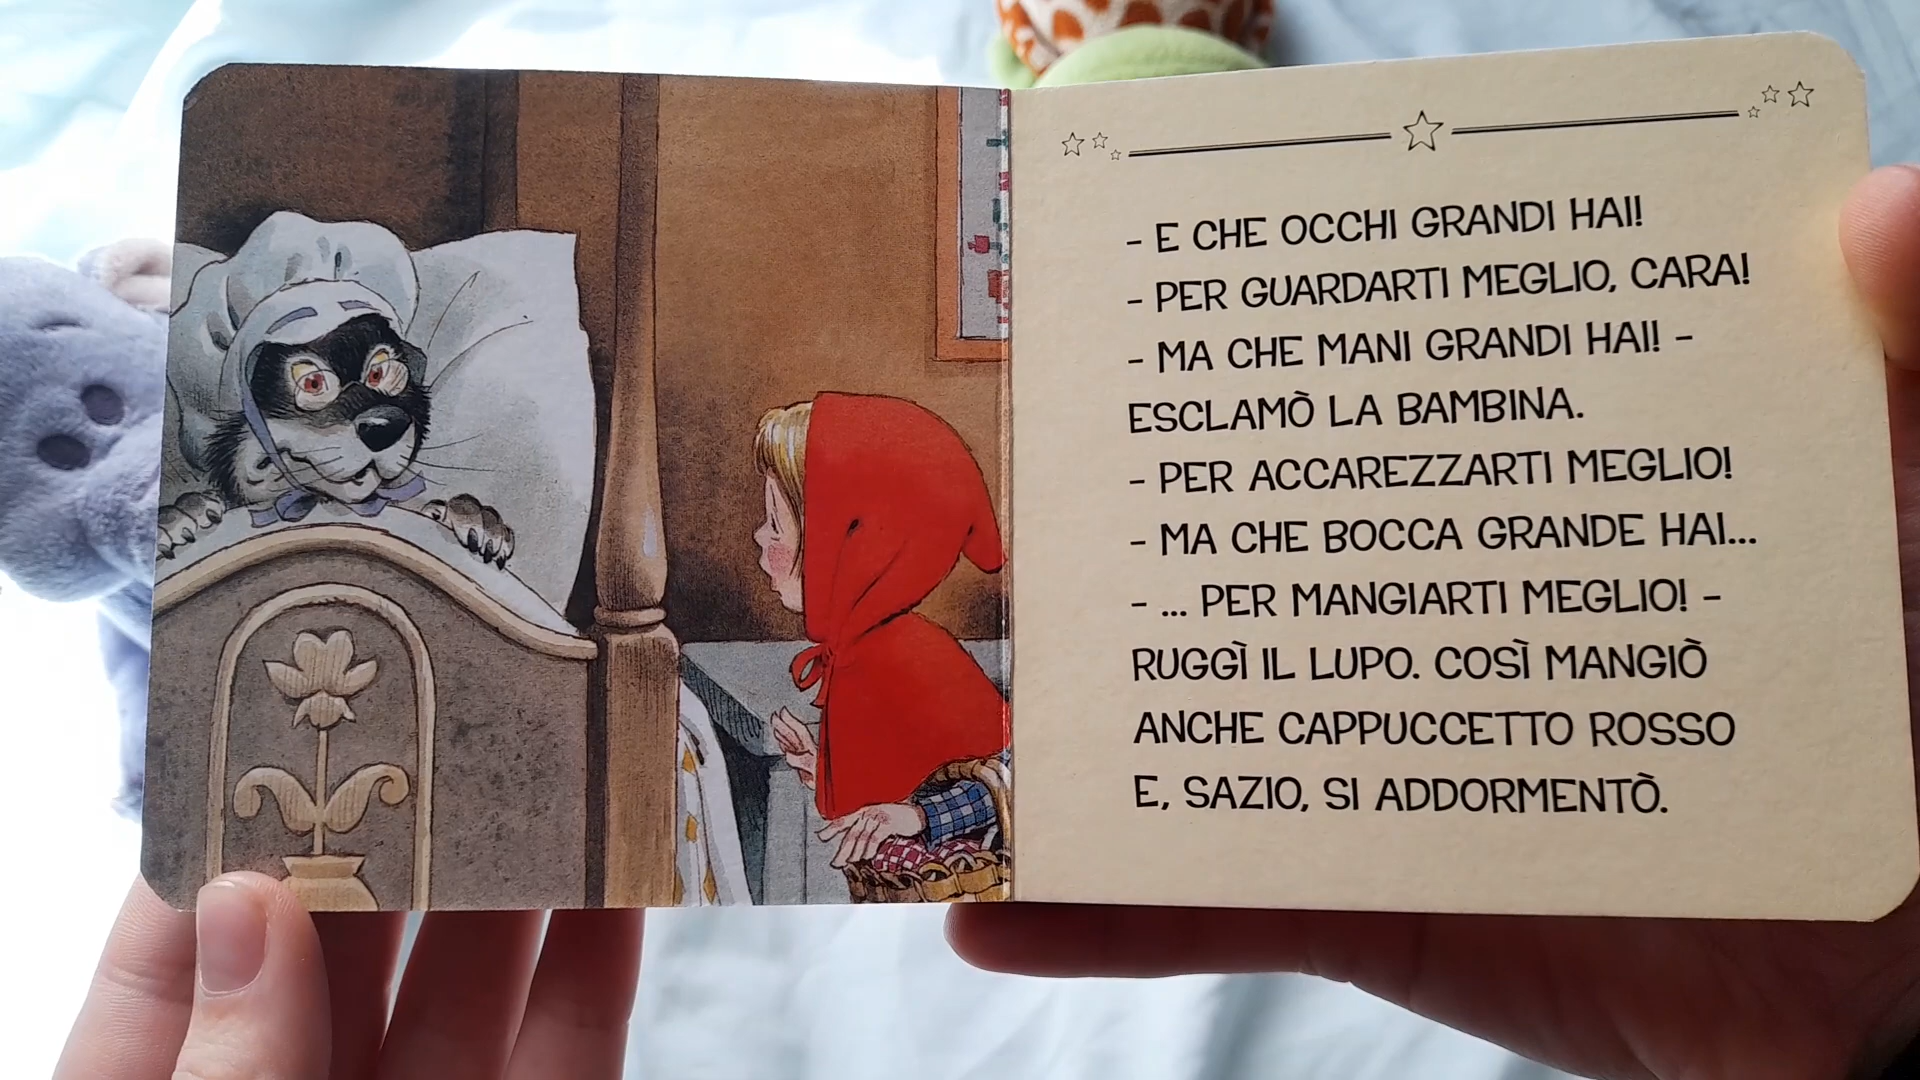 - E CHE OCCHI GRANDI HAI!
- PER GUARDARTI MEGLIO, CARA!
- MA CHE MANI GRANDI HAI! -
ESCLAMÒ LA BAMBINA.
- PER ACCAREZZARTI MEGLIO!
- MA CHE BOCCA GRANDE HAI...
- ... PER MANGIARTI MEGLIO! -
RUGGÌ IL LUPO. COSÌ MANGIÒ
ANCHE CAPPUCCETTO ROSSO
E, SAZIO, SI ADDORMENTÒ.